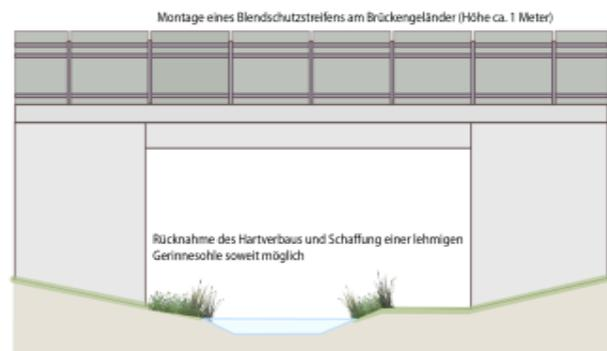 Montage eines Blendschutzstreifens am Brückengeländer (Höhe ca. 1 Meter)
Rücknahme des Hartverbaus und Schaffung einer lehmigen
Gerinnesohle soweit möglich